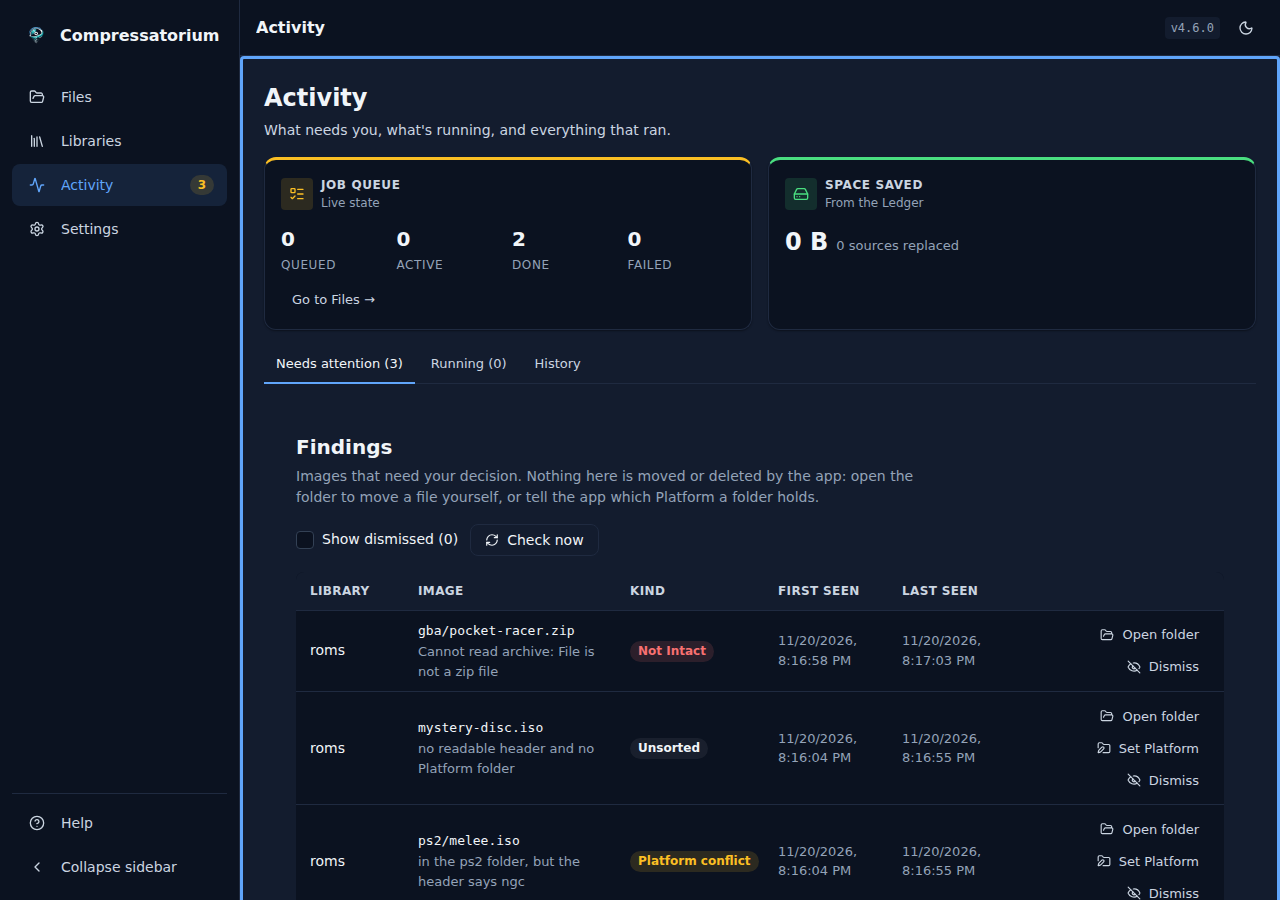 Compressatorium
Files
Libraries
Activity 3
Settings
Help
Collapse sidebar
Activity
v4.6.0
Activity
What needs you, what's running, and everything that ran.
JOB QUEUE
Live state
0 0 2 0
QUEUED ACTIVE DONE FAILED
Go to Files →
SPACE SAVED
From the Ledger
0 B 0 sources replaced
Needs attention (3) Running (0) History
Findings
Images that need your decision. Nothing here is moved or deleted by the app: open the
folder to move a file yourself, or tell the app which Platform a folder holds.
Show dismissed (0) Check now
LIBRARY IMAGE KIND FIRST SEEN LAST SEEN
roms
gba/pocket-racer.zip
Cannot read archive: File is
not a zip file
Not Intact
11/20/2026,
8:16:58 PM
11/20/2026,
8:17:03 PM
Open folder
Dismiss
roms
mystery-disc.iso
no readable header and no
Platform folder
Unsorted
11/20/2026,
8:16:04 PM
11/20/2026,
8:16:55 PM
Open folder
Set Platform
Dismiss
roms
ps2/melee.iso
in the ps2 folder, but the
header says ngc
Platform conflict
11/20/2026,
8:16:04 PM
11/20/2026,
8:16:55 PM
Open folder
Set Platform
Dismiss